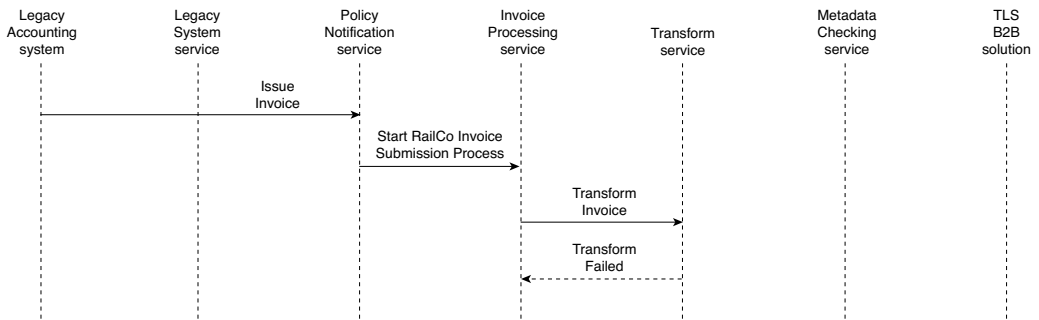 Legacy
Accounting
system
Legacy
System
service
Policy
Notification
service
Invoice
Processing
service
Transform
service
Metadata
Checking
service
TLS
B2B
solution
Issue
Invoice
Start RailCo Invoice
Submission Process
Transform
Invoice
Transform
Failed